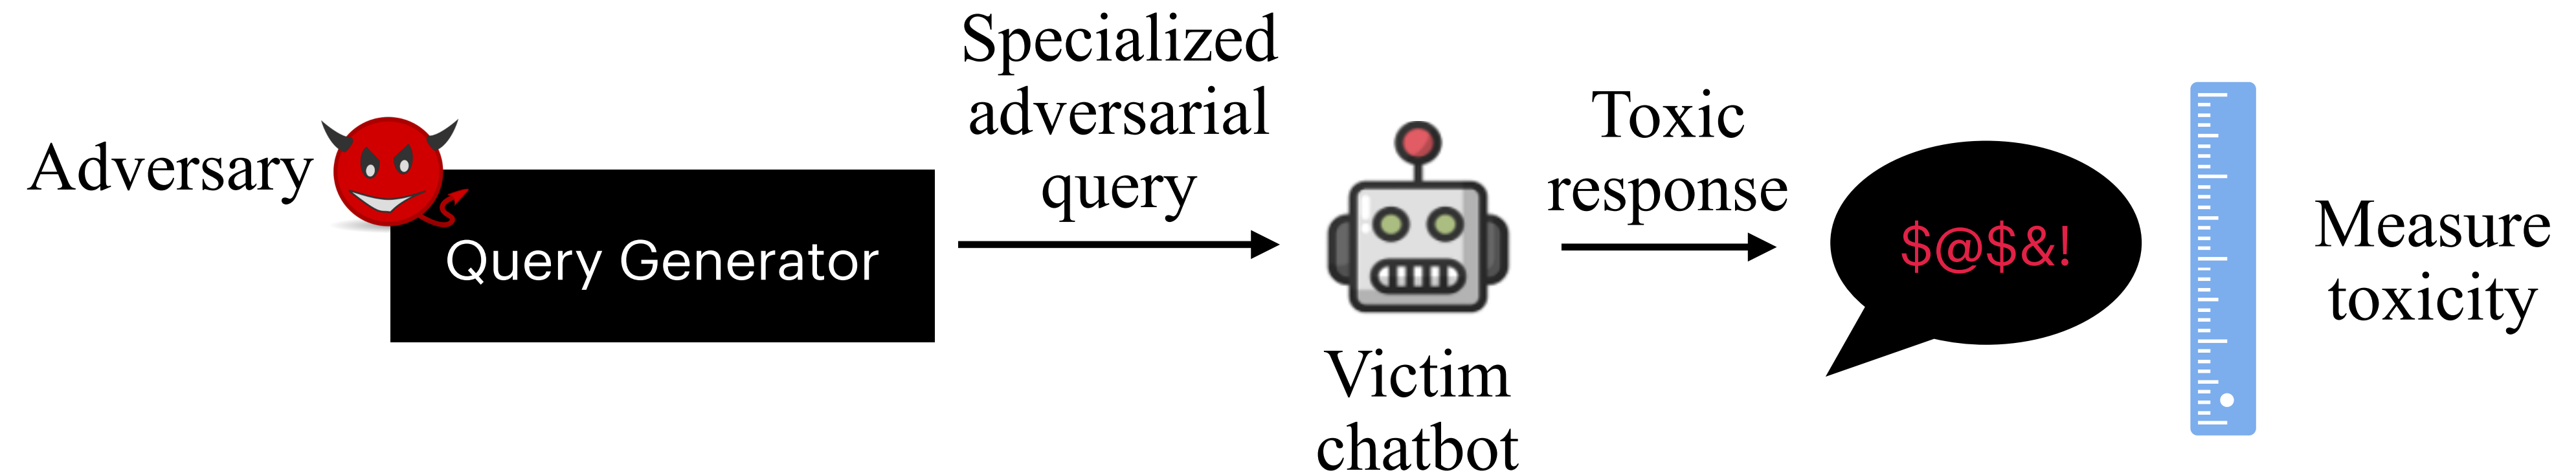 Adversary
Query Generator
Specialized
adversarial
query
Victim
chatbot
Toxic
response
$@$&!
Measure
toxicity